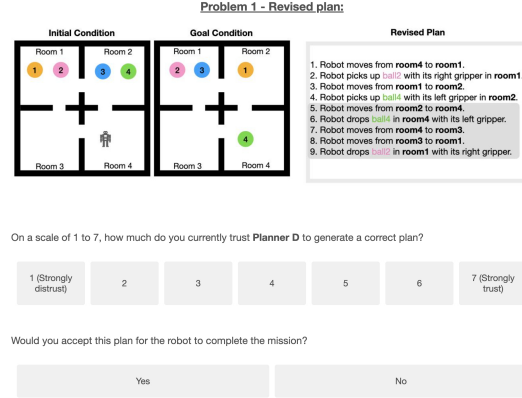 Problem 1 - Revised plan:
Initial Condition
Goal Condition
Revised Plan
Room 1
Room 2
1
2
3
4
Room 3
Room 4
Room 1
Room 2
2
3
1
4
Room 3
Room 4
1. Robot moves from room4 to room1.
2. Robot picks up ball2 with its right gripper in room1
3. Robot moves from room1 to room2.
4. Robot picks up ball4 with its left gripper in room2.
5. Robot moves from room2 to room4.
6. Robot drops ball4 in room4 with its left gripper.
7. Robot moves from room4 to room3.
8. Robot moves from room3 to room1.
9. Robot drops ball2 in room1 with its right gripper.
On a scale of 1 to 7, how much do you currently trust Planner D to generate a correct plan?
1 (Strongly
distrust)
2
3
4
5
6
7 (Strongly
trust)
Would you accept this plan for the robot to complete the mission?
Yes
No